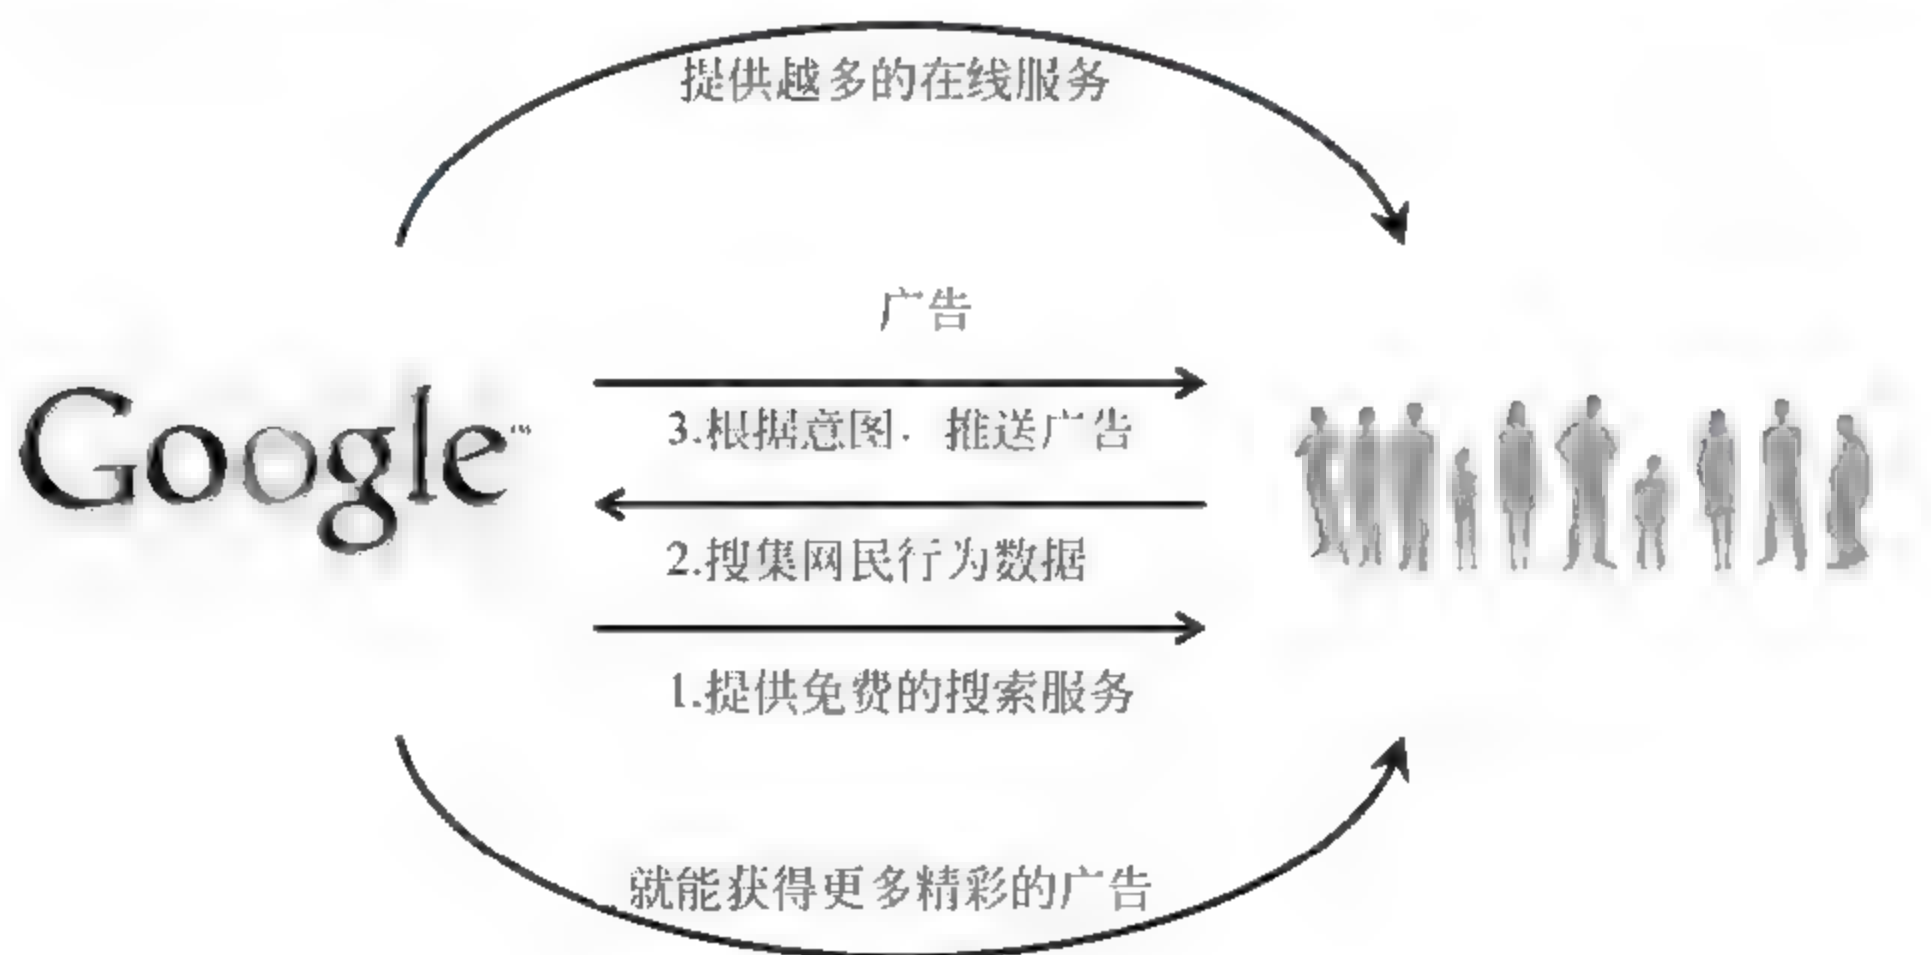 提供越多的在线服务
广告
Google™
3.根据意图,推送广告
2.搜集网民行为数据
1.提供免费的搜索服务
就能获得更多精彩的广告